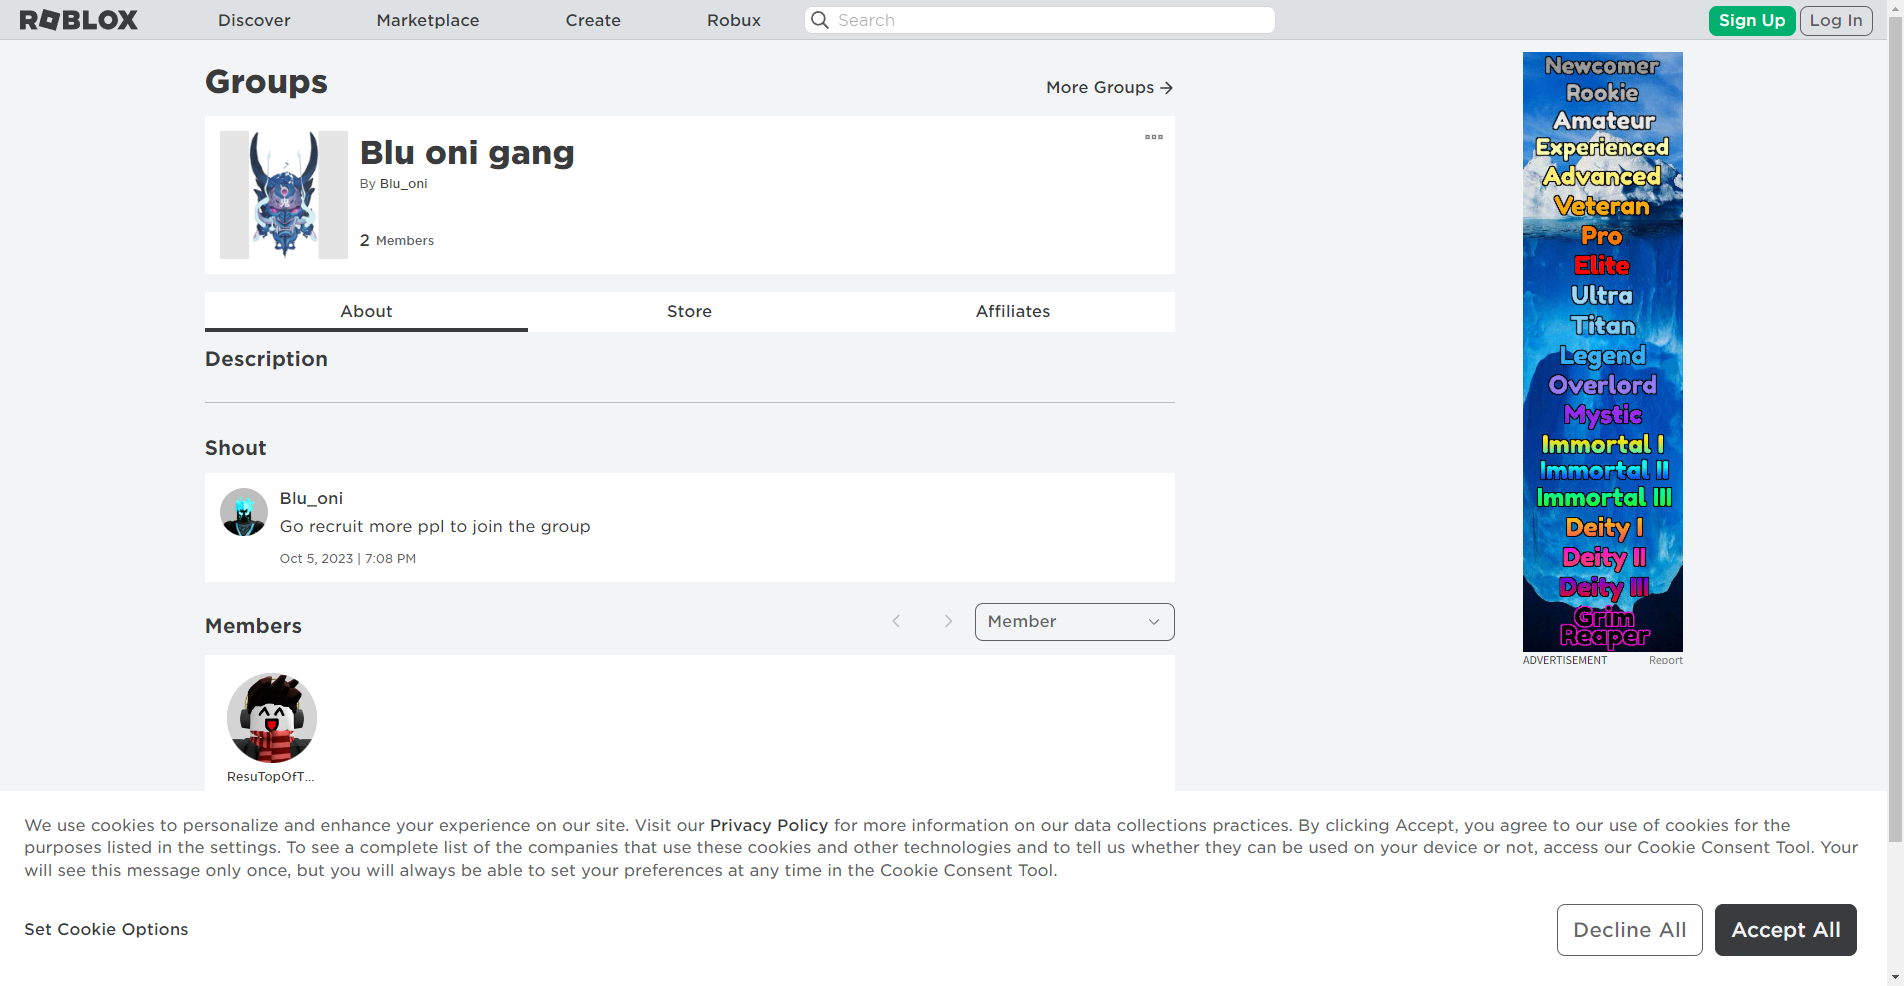 ROBLOX
Discover
Marketplace
Create
Robux
Search
Sign Up
Log In
Groups
More Groups →
Blu oni gang
By Blu_oni
2 Members
About
Store
Affiliates
Description
Shout
Blu_oni
Go recruit more ppl to join the group
Oct 5, 2023 | 7:08 PM
Members
Member
ResuTopOfT...
Newcomer
Rookie
Amateur
Experienced
Advanced
Veteran
Pro
Elite
Ultra
Titan
Legend
Overlord
Mystic
Immortal I
Immortal II
Immortal III
Deity I
Deity II
Deity III
Grim
Reaper
ADVERTISEMENT
Report
We use cookies to personalize and enhance your experience on our site. Visit our Privacy Policy for more information on our data collections practices. By clicking Accept, you agree to our use of cookies for the
purposes listed in the settings. To see a complete list of the companies that use these cookies and other technologies and to tell us whether they can be used on your device or not, access our Cookie Consent Tool. Your
will see this message only once, but you will always be able to set your preferences at any time in the Cookie Consent Tool.
Set Cookie Options
Decline All
Accept All